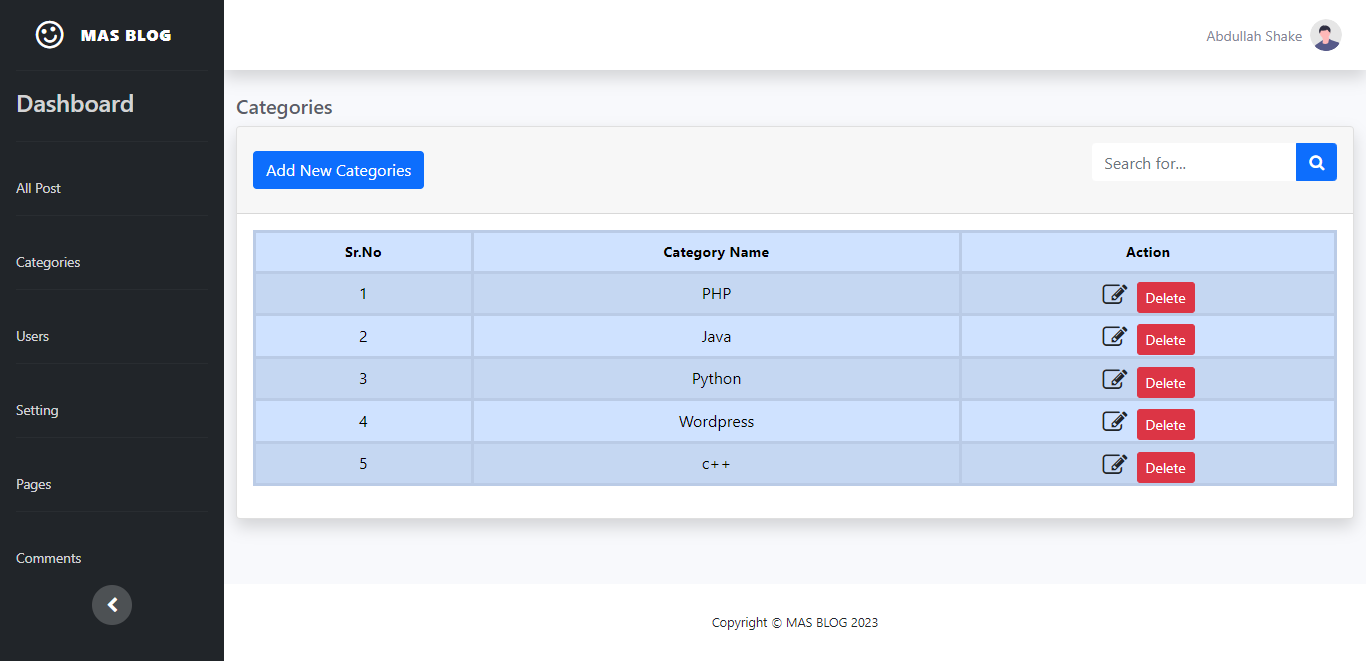 MAS BLOG
Dashboard
All Post
Categories
Users
Setting
Pages
Comments
Abdullah Shake
Categories
Add New Categories
Search for...
Sr.No Category Name Action
1 PHP Delete
2 Java Delete
3 Python Delete
4 Wordpress Delete
5 c++ Delete
Copyright © MAS BLOG 2023